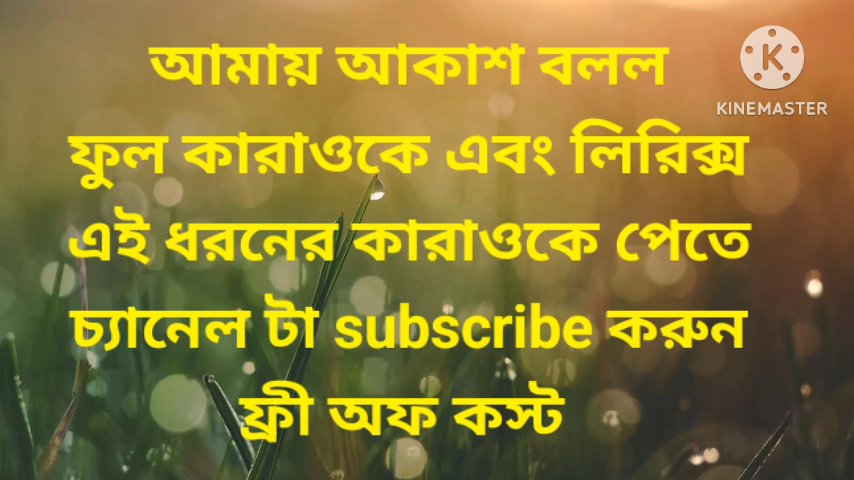 আমায় আকাশ বলল
KINEMASTER
ফুল কারাওকে এবং লিরিক্স
এই ধরনের কারাওকে পেতে
চ্যানেল টা subscribe করুন
ফ্রী অফ কস্ট